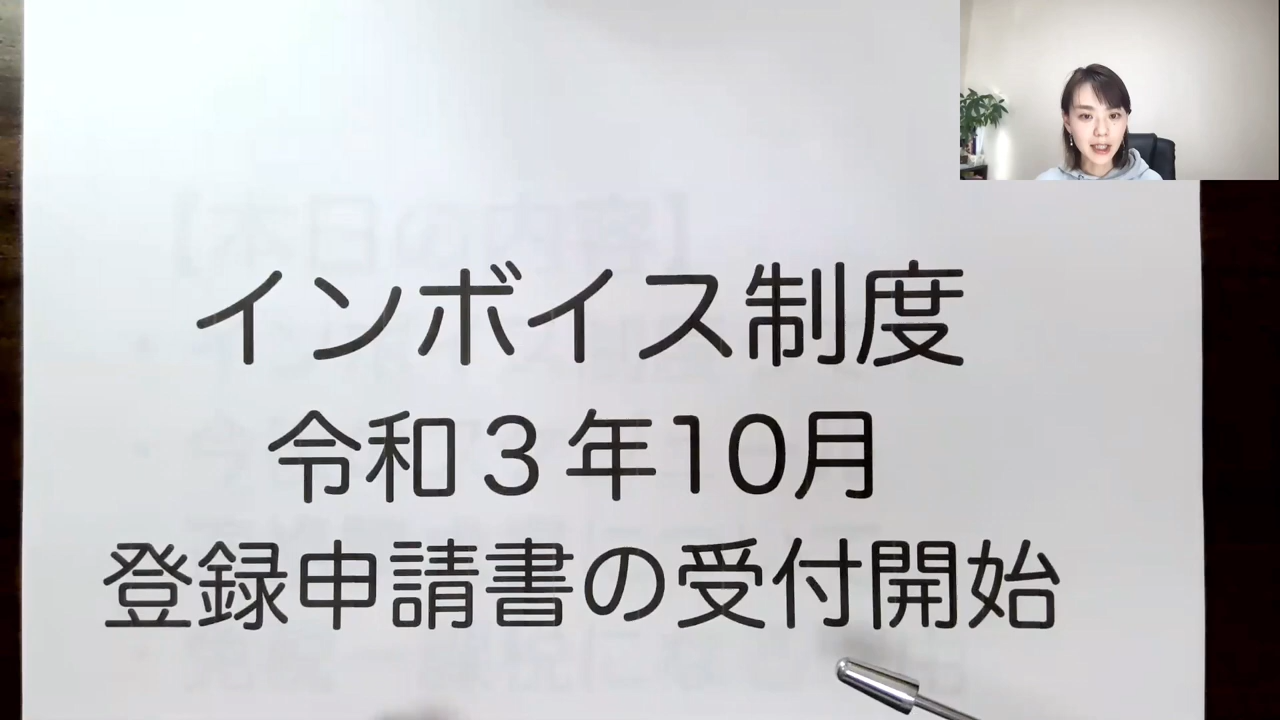 インボイス制度
令和３年10月
登録申請書の受付開始